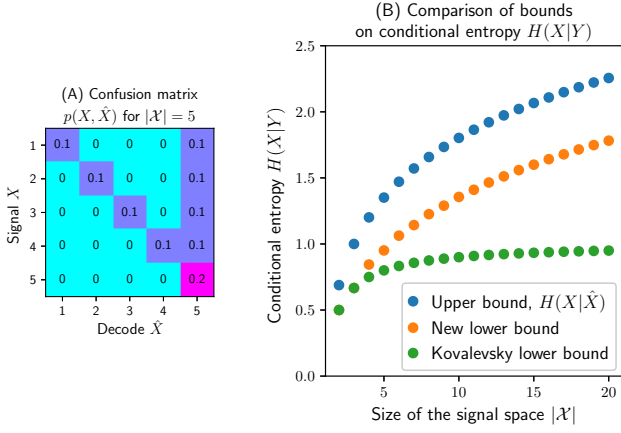 (A) Confusion matrix
p(X, X̂) for |𝒳| = 5
Signal X
1 0.1 0 0 0 0.1
2 0 0.1 0 0 0.1
3 0 0 0.1 0 0.1
4 0 0 0 0.1 0.1
5 0 0 0 0 0.2
1 2 3 4 5
Decode X̂
(B) Comparison of bounds
on conditional entropy H(X|Y)
Conditional entropy H(X|Y)
2.5
2.0
1.5
1.0
0.5
0.0
Upper bound, H(X|X̂)
New lower bound
Kovalevsky lower bound
5 10 15 20
Size of the signal space |𝒳|